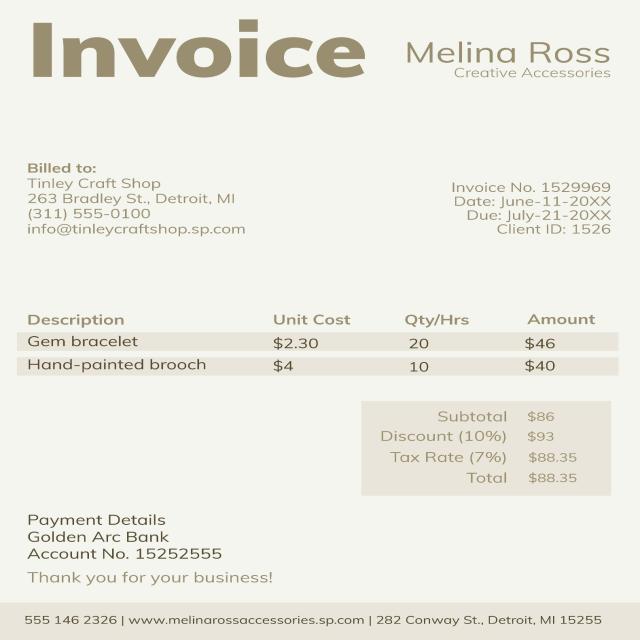 Invoice
Melina Ross
Creative Accessories
Billed to:
Tinley Craft Shop
263 Bradley St., Detroit, MI
(311) 555-0100
info@tinleycraftshop.sp.com
Invoice No. 1529969
Date: June-11-20XX
Due: July-21-20XX
Client ID: 1526
Description Unit Cost Qty/Hrs Amount
Gem bracelet $2.30 20 $46
Hand-painted brooch $4 10 $40
Subtotal $86
Discount (10%) $93
Tax Rate (7%) $88.35
Total $88.35
Payment Details
Golden Arc Bank
Account No. 15252555
Thank you for your business!
555 146 2326 | www.melinarossaccessories.sp.com | 282 Conway St., Detroit, MI 15255